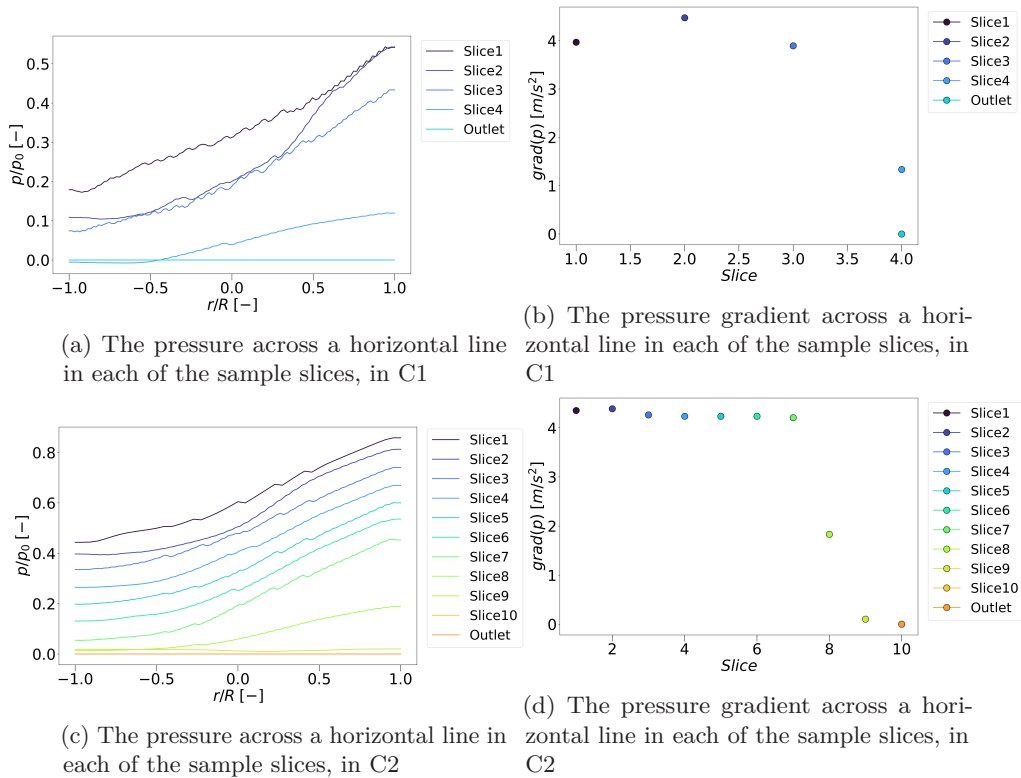 0.5
0.4
0.3
0.2
0.1
0.0
p/p₀ [−]
−1.0
−0.5
0.0
0.5
1.0
r/R [−]
Slice1
Slice2
Slice3
Slice4
Outlet
(a) The pressure across a horizontal line
in each of the sample slices, in C1
4
3
2
1
0
grad(p) [m/s²]
1.0
1.5
2.0
2.5
3.0
3.5
4.0
Slice
Slice1
Slice2
Slice3
Slice4
Outlet
(b) The pressure gradient across a hori-
zontal line in each of the sample slices, in
C1
0.8
0.6
0.4
0.2
0.0
p/p₀ [−]
−1.0
−0.5
0.0
0.5
1.0
r/R [−]
Slice1
Slice2
Slice3
Slice4
Slice5
Slice6
Slice7
Slice8
Slice9
Slice10
Outlet
(c) The pressure across a horizontal line in
each of the sample slices, in C2
4
3
2
1
0
grad(p) [m/s²]
2
4
6
8
10
Slice
Slice1
Slice2
Slice3
Slice4
Slice5
Slice6
Slice7
Slice8
Slice9
Slice10
Outlet
(d) The pressure gradient across a hori-
zontal line in each of the sample slices, in
C2